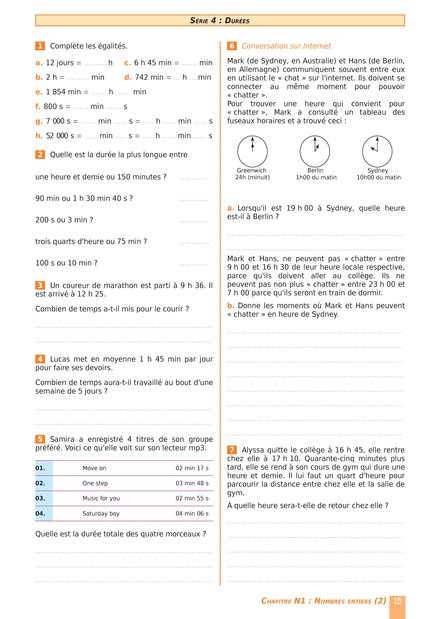 SÉRIE 4 : DURÉES
1 Complète les égalités.
a. 12 jours = .......... h c. 6 h 45 min = ....... min
b. 2 h = .......... min d. 742 min = ... h ... min
e. 1 854 min = ....... h ....... min
f. 800 s = ....... min ....... s
g. 7 000 s = ...... min ..... s = ..... h ...... min ...... s
h. 52 000 s = ...... min ..... s = ..... h ...... min ...... s
2 Quelle est la durée la plus longue entre
une heure et demie ou 150 minutes ? .............
90 min ou 1 h 30 min 40 s ? .............
200 s ou 3 min ? .............
trois quarts d'heure ou 75 min ? .............
100 s ou 10 min ? .............
3 Un coureur de marathon est parti à 9 h 36. Il
est arrivé à 12 h 25.
Combien de temps a-t-il mis pour le courir ?
4 Lucas met en moyenne 1 h 45 min par jour
pour faire ses devoirs.
Combien de temps aura-t-il travaillé au bout d'une
semaine de 5 jours ?
5 Samira a enregistré 4 titres de son groupe
préféré. Voici ce qu'elle voit sur son lecteur mp3.
01. Move on 02 min 17 s
02. One step 03 min 48 s
03. Music for you 02 min 55 s
04. Saturday boy 04 min 06 s
Quelle est la durée totale des quatre morceaux ?
6 Conversation sur Internet
Mark (de Sydney, en Australie) et Hans (de Berlin,
en Allemagne) communiquent souvent entre eux
en utilisant le « chat » sur l'internet. Ils doivent se
connecter au même moment pour pouvoir
« chatter ».
Pour trouver une heure qui convient pour
« chatter », Mark a consulté un tableau des
fuseaux horaires et a trouvé ceci :
Greenwich Berlin Sydney
24h (minuit) 1h00 du matin 10h00 du matin
a. Lorsqu'il est 19 h 00 à Sydney, quelle heure
est-il à Berlin ?
Mark et Hans, ne peuvent pas « chatter » entre
9 h 00 et 16 h 30 de leur heure locale respective,
parce qu'ils doivent aller au collège. Ils ne
peuvent pas non plus « chatter » entre 23 h 00 et
7 h 00 parce qu'ils seront en train de dormir.
b. Donne les moments où Mark et Hans peuvent
« chatter » en heure de Sydney.
7 Alyssa quitte le collège à 16 h 45, elle rentre
chez elle à 17 h 10. Quarante-cinq minutes plus
tard, elle se rend à son cours de gym qui dure une
heure et demie. Il lui faut un quart d'heure pour
parcourir la distance entre chez elle et la salle de
gym.
À quelle heure sera-t-elle de retour chez elle ?
CHAPITRE N1 : NOMBRES ENTIERS (2) 15